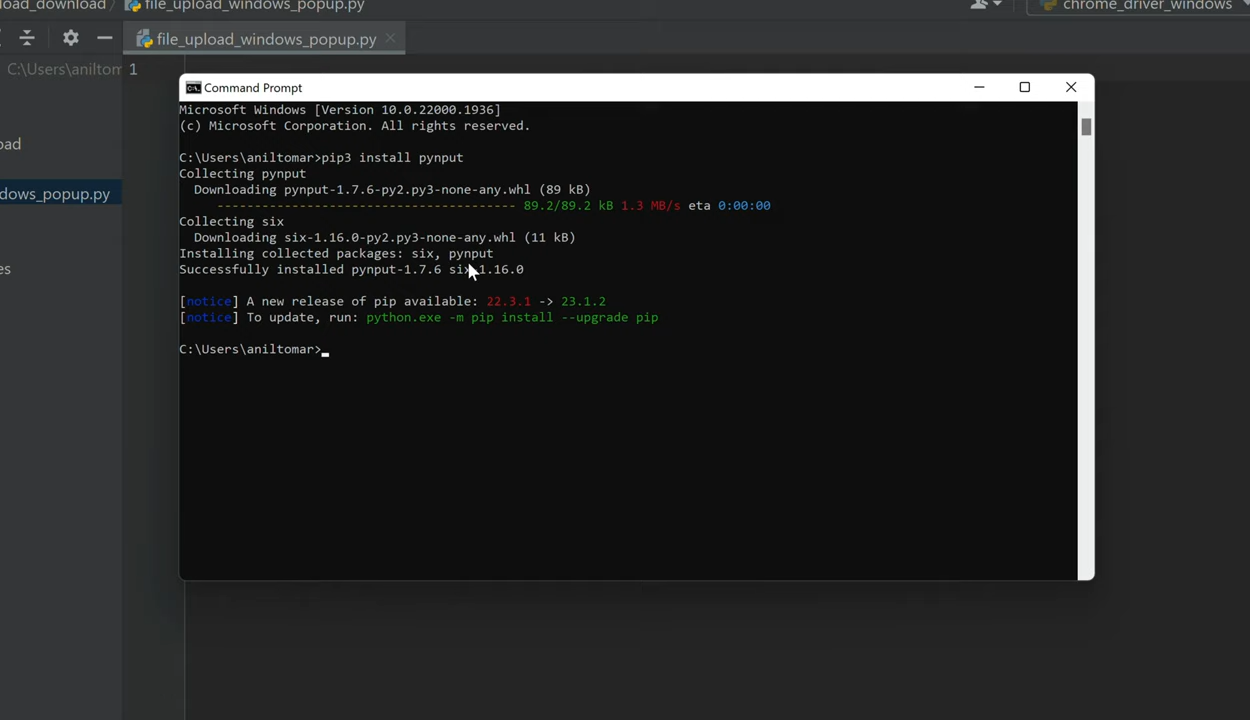 load_download
file_upload_windows_popup.py
chrome_driver_windows
file_upload_windows_popup.py
C:\Users\aniltom
1
Command Prompt
Microsoft Windows [Version 10.0.22000.1936]
(c) Microsoft Corporation. All rights reserved.
oad
C:\Users\aniltomar>pip3 install pynput
Collecting pynput
Downloading pynput-1.7.6-py2.py3-none-any.whl (89 kB)
dows_popup.py
---------------------------------------- 89.2/89.2 kB 1.3 MB/s eta 0:00:00
Collecting six
Downloading six-1.16.0-py2.py3-none-any.whl (11 kB)
Installing collected packages: six, pynput
Successfully installed pynput-1.7.6 six-1.16.0
es
[notice] A new release of pip available: 22.3.1 -> 23.1.2
[notice] To update, run: python.exe -m pip install --upgrade pip
C:\Users\aniltomar>